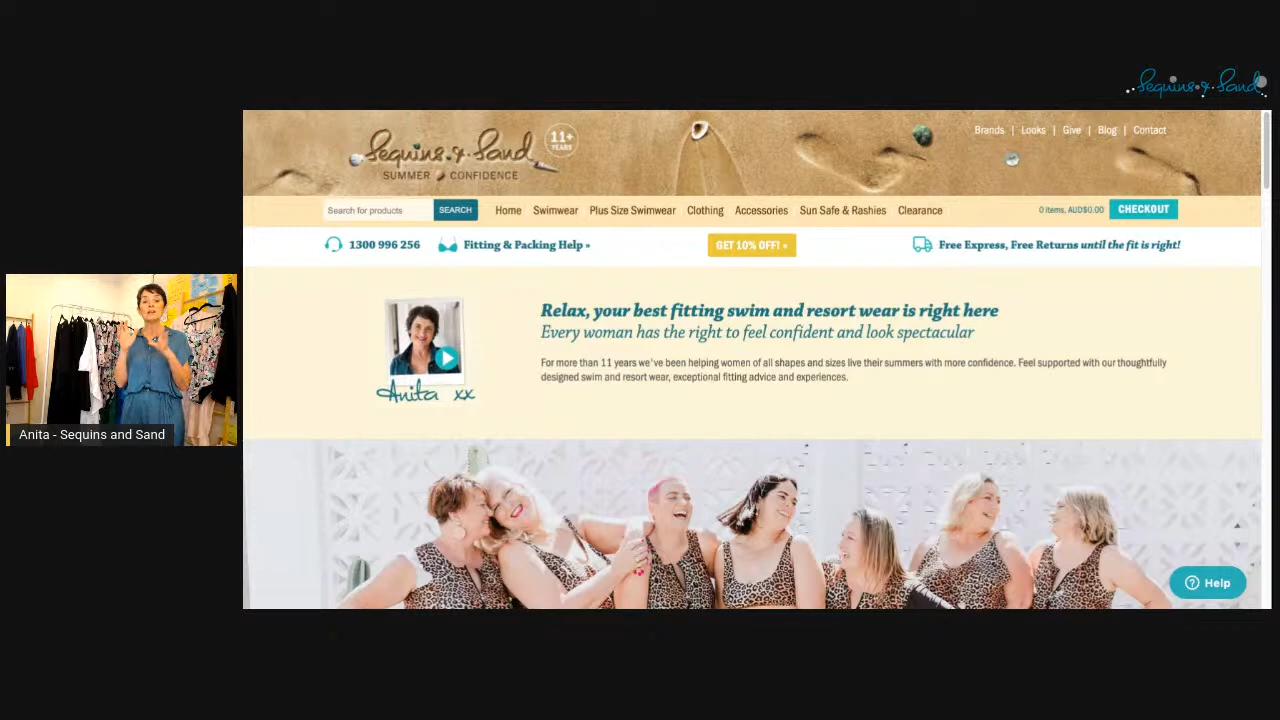 Sequins & Sand
Sequins & Sand
11+
YEARS
SUMMER CONFIDENCE
Brands | Looks | Give | Blog | Contact
Search for products
SEARCH
Home
Swimwear
Plus Size Swimwear
Clothing
Accessories
Sun Safe & Rashies
Clearance
0 items, AUD$0.00
CHECKOUT
1300 996 256
Fitting & Packing Help »
GET 10% OFF! »
Free Express, Free Returns until the fit is right!
Anita xx
Relax, your best fitting swim and resort wear is right here
Every woman has the right to feel confident and look spectacular
For more than 11 years we've been helping women of all shapes and sizes live their summers with more confidence. Feel supported with our thoughtfully
designed swim and resort wear, exceptional fitting advice and experiences.
Anita - Sequins and Sand
Help